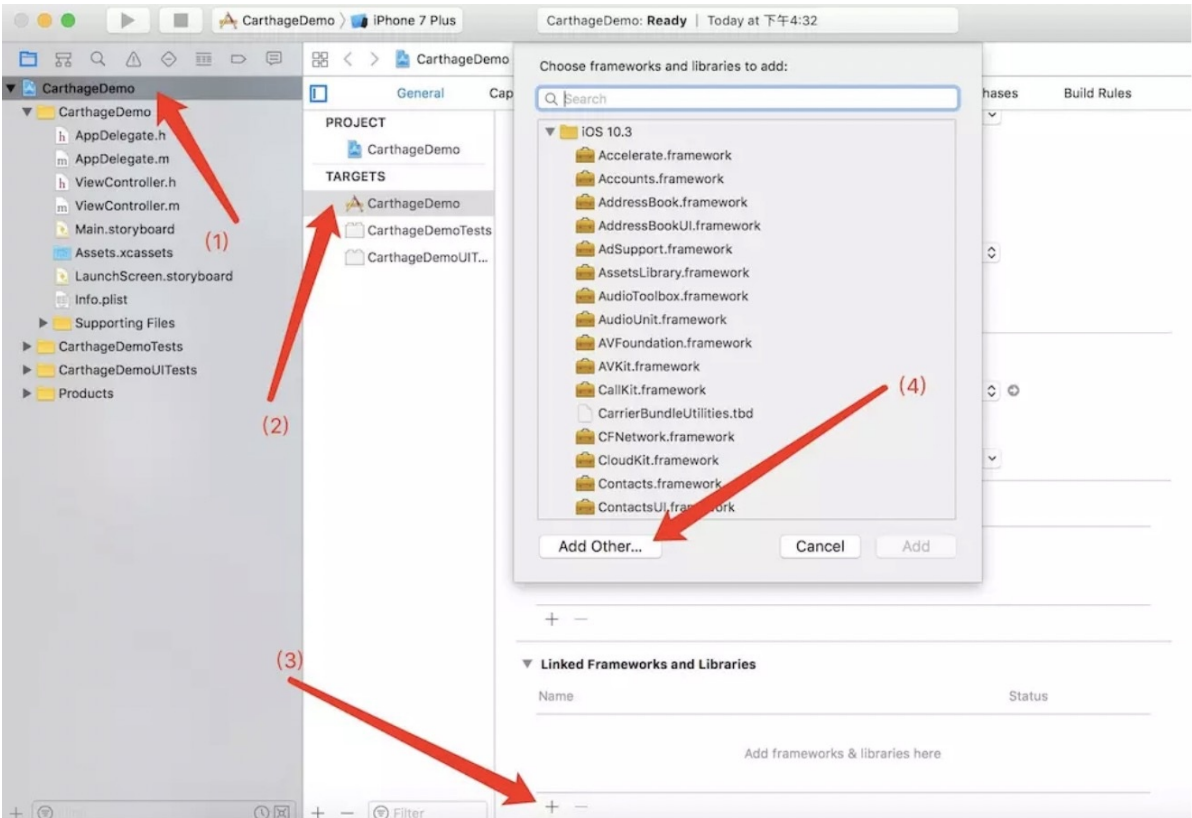 CarthageDemo
iPhone 7 Plus
CarthageDemo: Ready | Today at 下午4:32
CarthageDemo
CarthageDemo
AppDelegate.h
AppDelegate.m
ViewController.h
ViewController.m
Main.storyboard
Assets.xcassets
LaunchScreen.storyboard
Info.plist
Supporting Files
CarthageDemoTests
CarthageDemoUITests
Products
(1)
(2)
(3)
(4)
CarthageDemo
General
Cap
hases
Build Rules
PROJECT
CarthageDemo
TARGETS
CarthageDemo
CarthageDemoTests
CarthageDemoUIT...
Filter
Choose frameworks and libraries to add:
Search
iOS 10.3
Accelerate.framework
Accounts.framework
AddressBook.framework
AddressBookUI.framework
AdSupport.framework
AssetsLibrary.framework
AudioToolbox.framework
AudioUnit.framework
AVFoundation.framework
AVKit.framework
CallKit.framework
CarrierBundleUtilities.tbd
CFNetwork.framework
CloudKit.framework
Contacts.framework
ContactsUI.framework
Add Other...
Cancel
Add
Linked Frameworks and Libraries
Name
Status
Add frameworks & libraries here